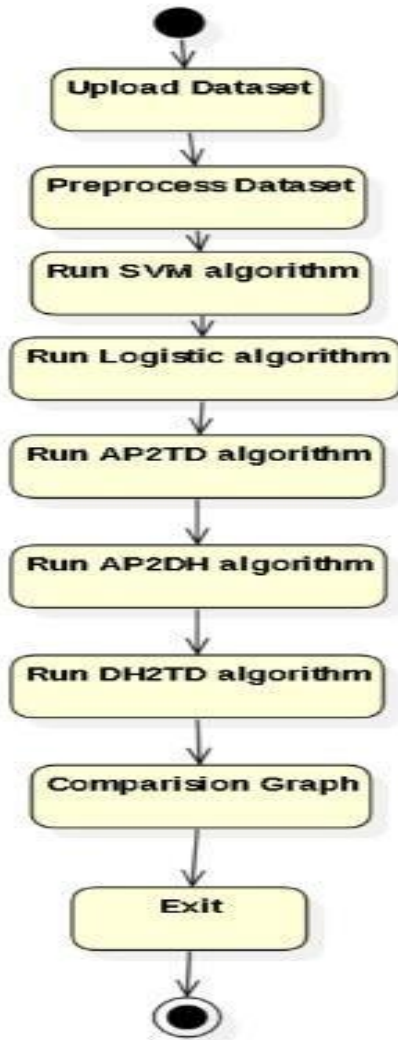 Upload Dataset
Preprocess Dataset
Run SVM algorithm
Run Logistic algorithm
Run AP2TD algorithm
Run AP2DH algorithm
Run DH2TD algorithm
Comparision Graph
Exit